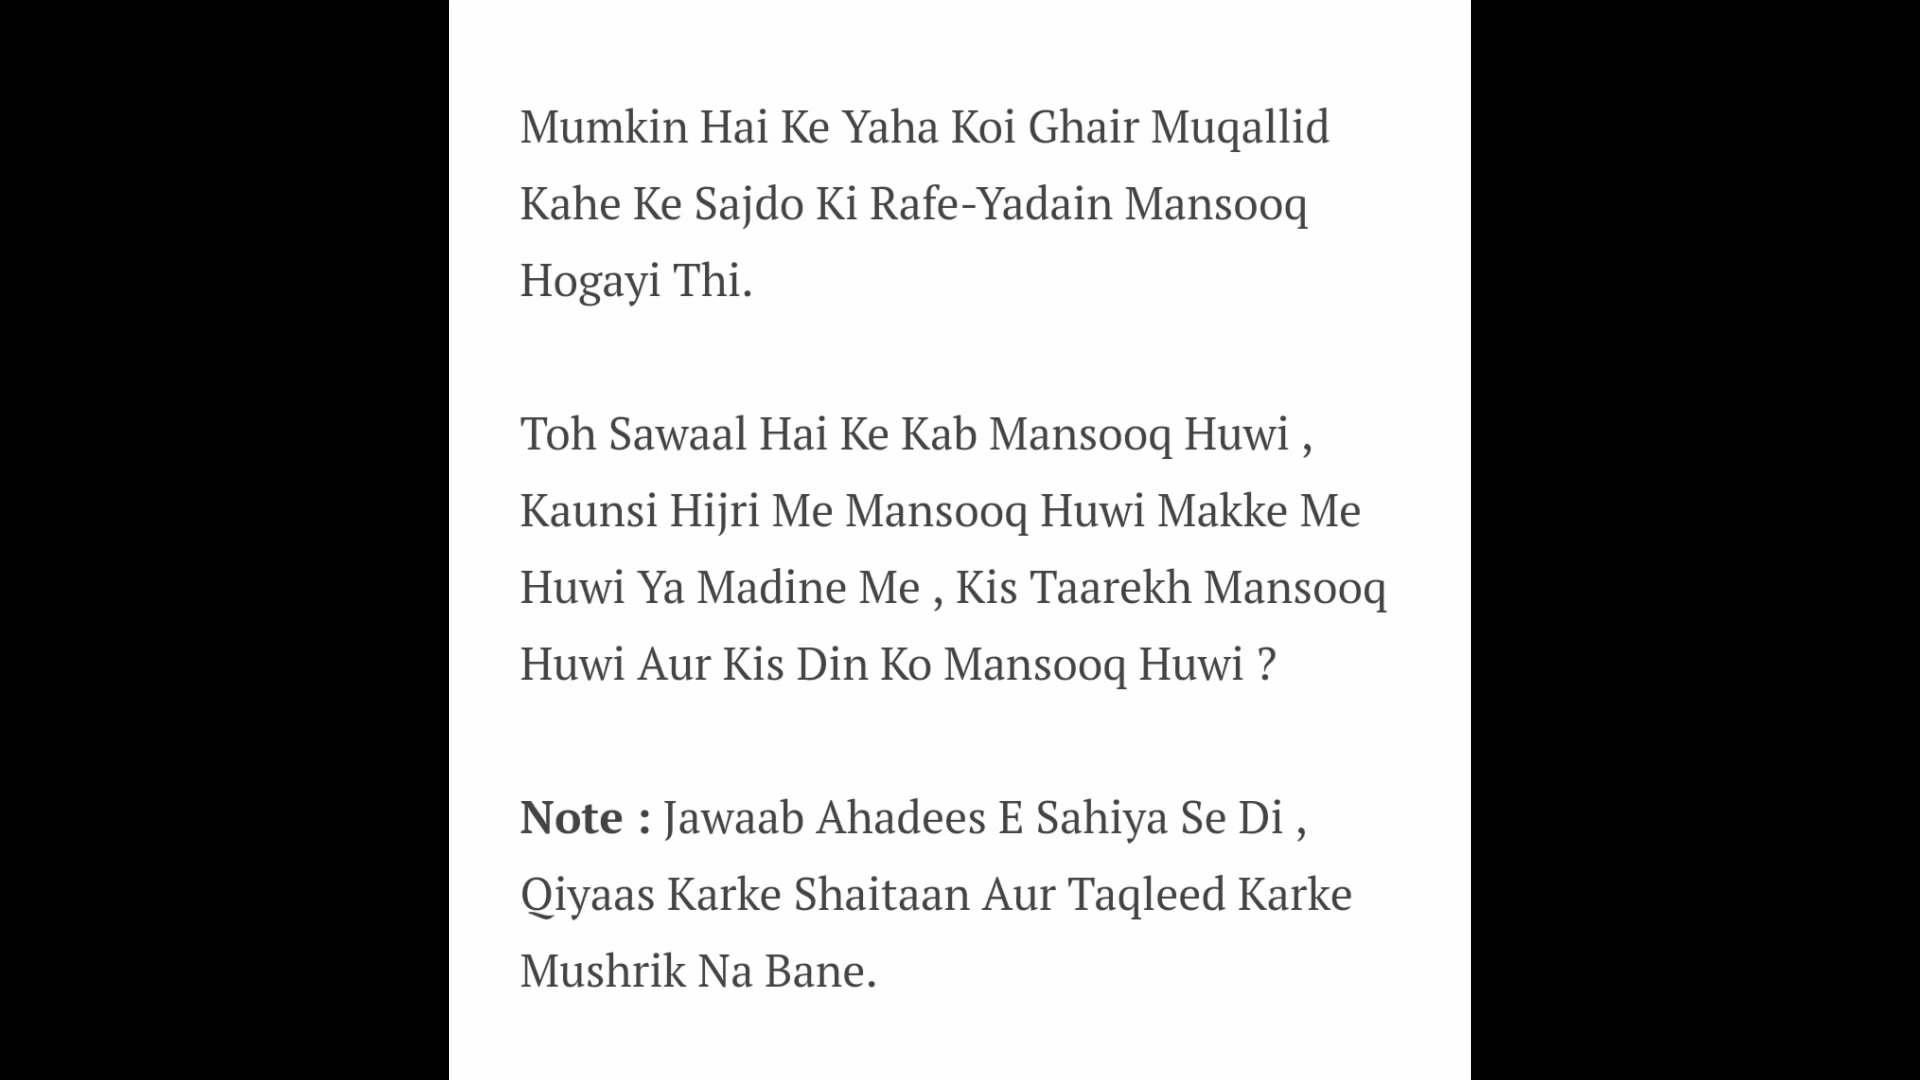 Mumkin Hai Ke Yaha Koi Ghair Muqallid
Kahe Ke Sajdo Ki Rafe-Yadain Mansooq
Hogayi Thi.
Toh Sawaal Hai Ke Kab Mansooq Huwi ,
Kaunsi Hijri Me Mansooq Huwi Makke Me
Huwi Ya Madine Me , Kis Taarekh Mansooq
Huwi Aur Kis Din Ko Mansooq Huwi ?
Note : Jawaab Ahadees E Sahiya Se Di ,
Qiyaas Karke Shaitaan Aur Taqleed Karke
Mushrik Na Bane.